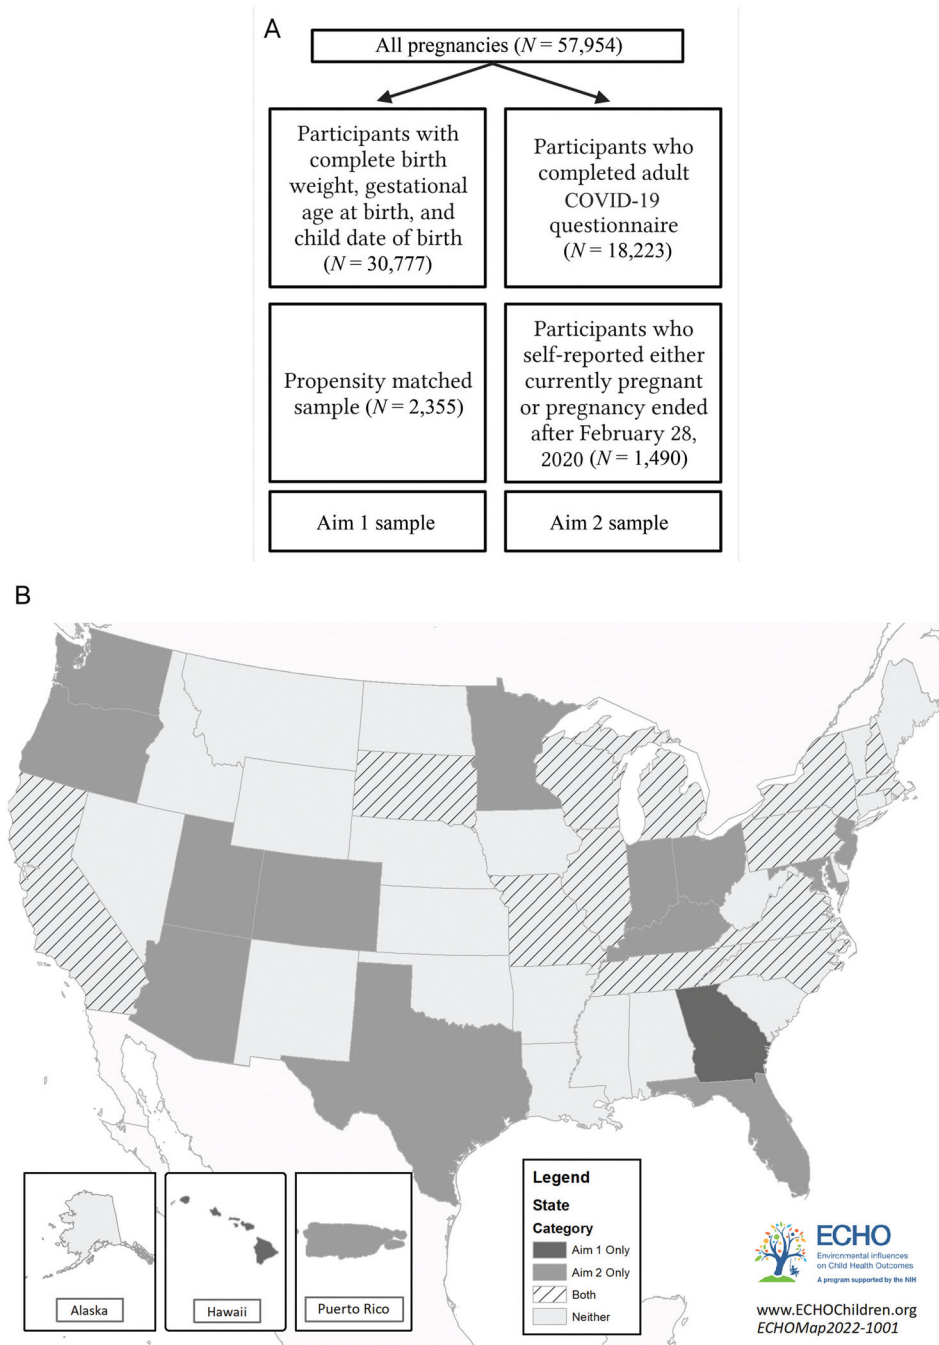 A
All pregnancies (N = 57,954)
Participants with
complete birth
weight, gestational
age at birth, and
child date of birth
(N = 30,777)
Participants who
completed adult
COVID-19
questionnaire
(N = 18,223)
Propensity matched
sample (N = 2,355)
Participants who
self-reported either
currently pregnant
or pregnancy ended
after February 28,
2020 (N = 1,490)
Aim 1 sample
Aim 2 sample
B
Alaska
Hawaii
Puerto Rico
Legend
State
Category
Aim 1 Only
Aim 2 Only
Both
Neither
ECHO
Environmental influences
on Child Health Outcomes
A program supported by the NIH
www.ECHOChildren.org
ECHOMap2022-1001